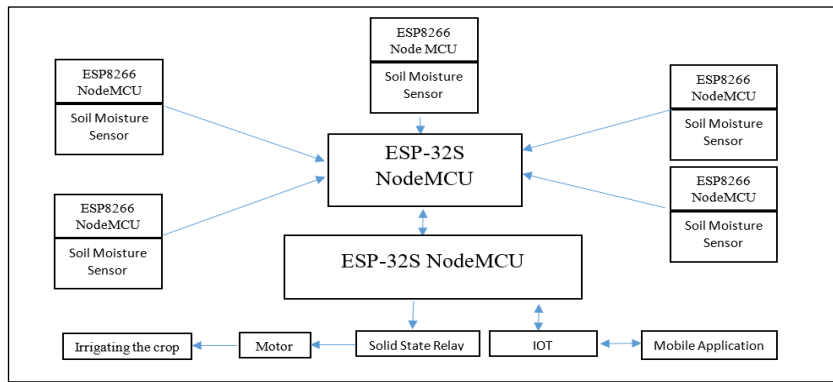 ESP8266
Node MCU
Soil Moisture
Sensor
ESP8266
NodeMCU
Soil Moisture
Sensor
ESP8266
NodeMCU
Soil Moisture
Sensor
ESP-32S
NodeMCU
ESP8266
NodeMCU
Soil Moisture
Sensor
ESP8266
NodeMCU
Soil Moisture
Sensor
ESP-32S NodeMCU
Irrigating the crop
Motor
Solid State Relay
IOT
Mobile Application